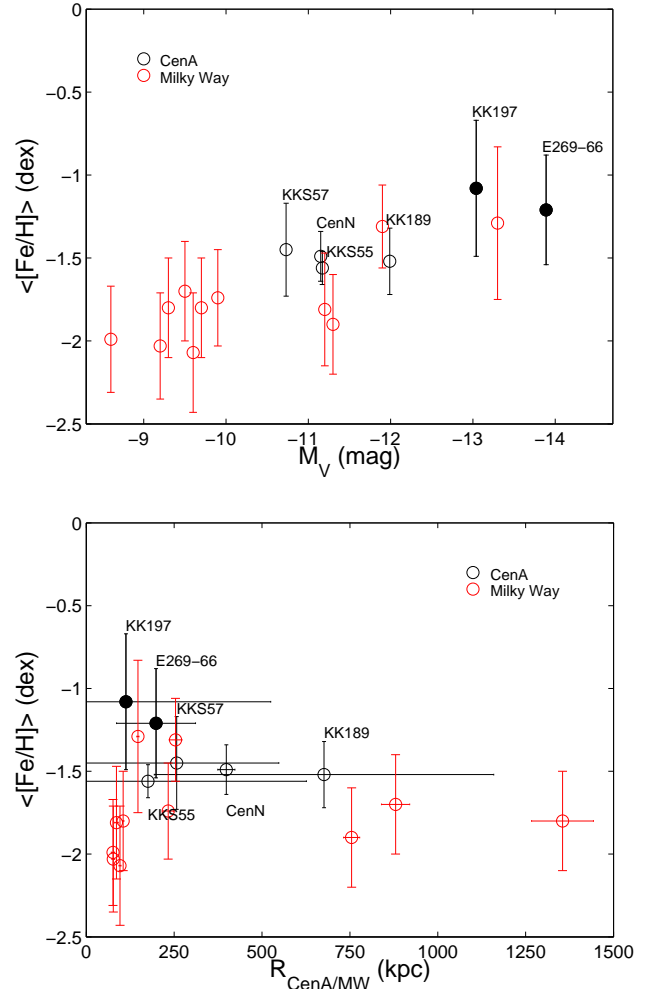 0
CenA
Milky Way
−0.5
KK197
E269−66
−1
KKS57
CenN
KK189
KKS55
−1.5
−2
−2.5
<[Fe/H]> (dex)
−9 −10 −11 −12 −13 −14
M_V (mag)
0
CenA
Milky Way
−0.5
KK197
E269−66
−1
KKS57
KK189
−1.5
KKS55
CenN
−2
−2.5
<[Fe/H]> (dex)
0 250 500 750 1000 1250 1500
R_CenA/MW (kpc)